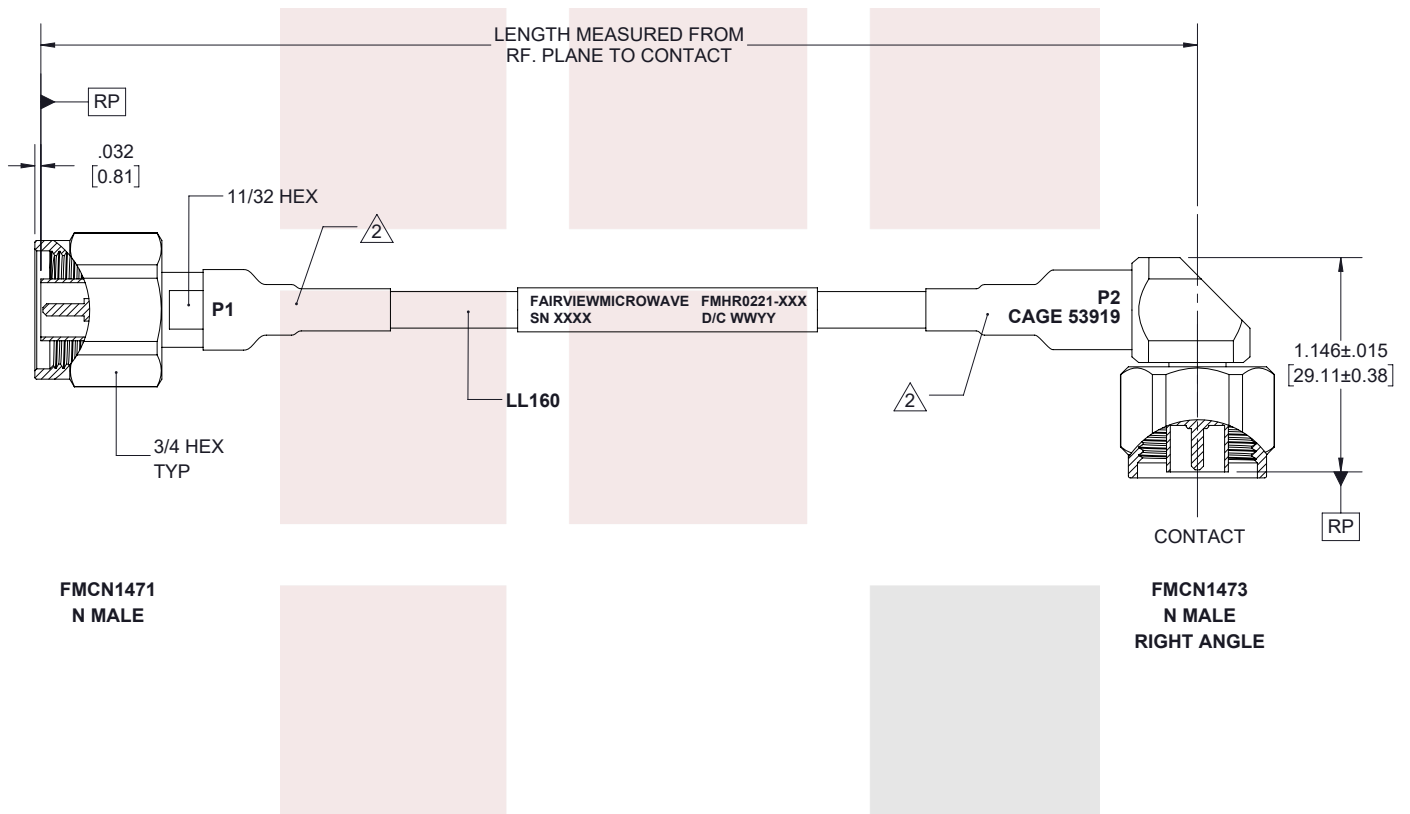 LENGTH MEASURED FROM
RF. PLANE TO CONTACT
RP
.032
[0.81]
11/32 HEX
2
P1
FAIRVIEWMICROWAVE FMHR0221-XXX
SN XXXX D/C WWYY
P2
CAGE 53919
1.146±.015
[29.11±0.38]
LL160
2
3/4 HEX
TYP
RP
CONTACT
FMCN1471
N MALE
FMCN1473
N MALE
RIGHT ANGLE